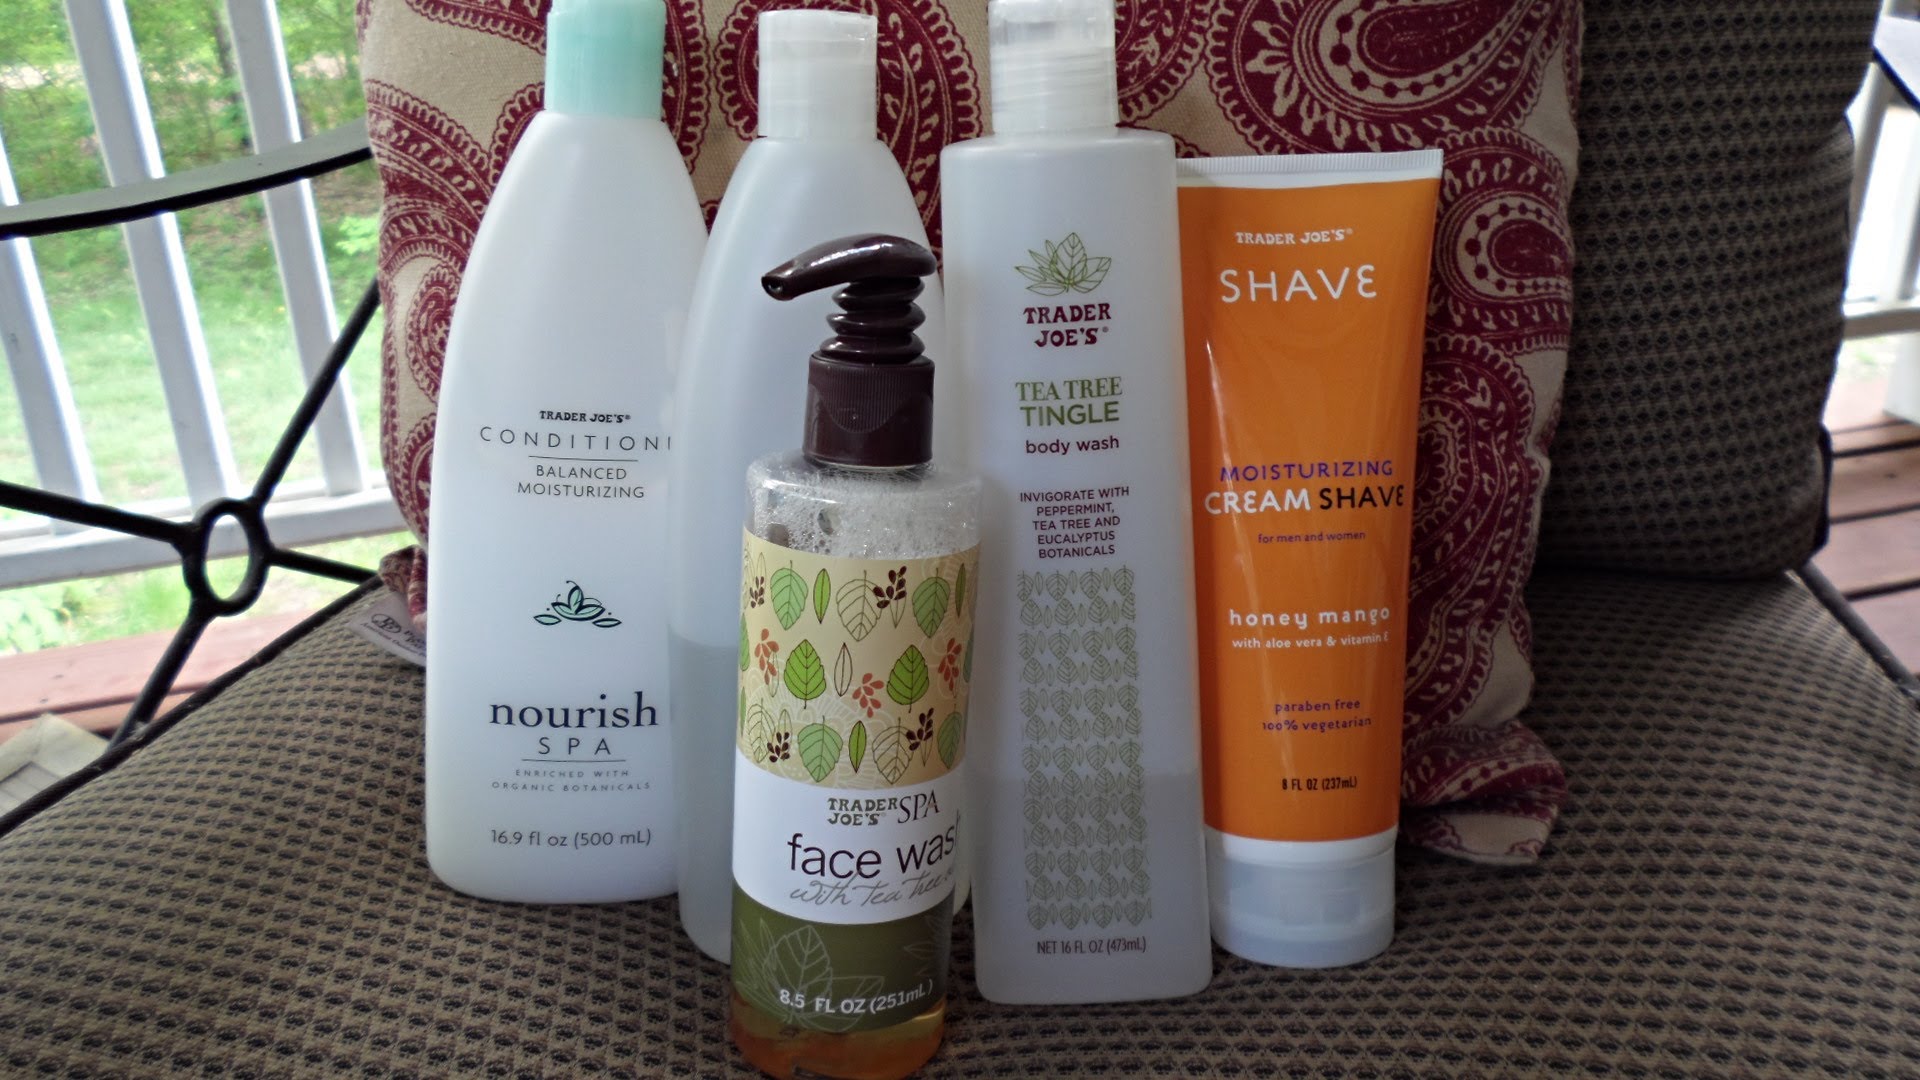 TRADER JOE'S®
CONDITION
BALANCED
MOISTURIZING
nourish
SPA
ENRICHED WITH
ORGANIC BOTANICALS
16.9 fl oz (500 mL)
TRADER JOE'S® SPA
face wash
with Tea Tree
8.5 FL OZ (251mL)
TRADER
JOE'S®
TEA TREE
TINGLE
body wash
INVIGORATE WITH
PEPPERMINT,
TEA TREE AND
EUCALYPTUS
BOTANICALS
NET 16 FL OZ (473mL)
TRADER JOE'S®
SHAVE
MOISTURIZING
CREAM SHAVE
for men and women
honey mango
with aloe vera & vitamin E
paraben free
100% vegetarian
8 FL OZ (237mL)